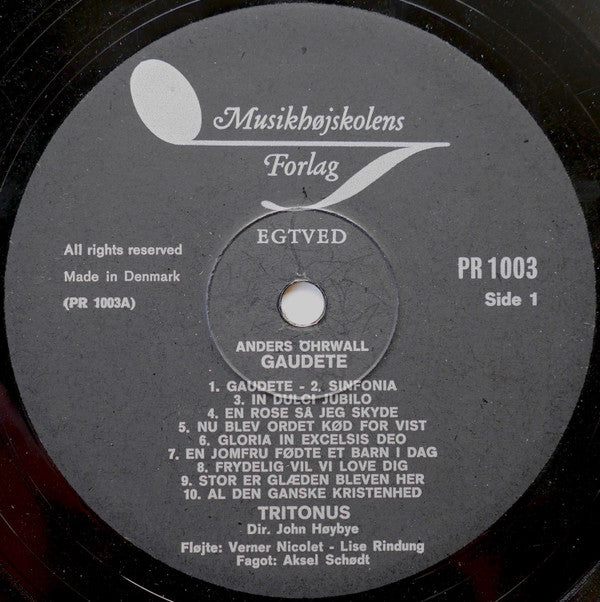 Musikhøjskolens
Forlag
EGTVED
All rights reserved
Made in Denmark
(PR 1003A)
PR 1003
Side 1
ANDERS ÖHRWALL
GAUDETE
1. GAUDETE - 2. SINFONIA
3. IN DULCI JUBILO
4. EN ROSE SÅ JEG SKYDE
5. NU BLEV ORDET KØD FOR VIST
6. GLORIA IN EXCELSIS DEO
7. EN JOMFRU FØDTE ET BARN I DAG
8. FRYDELIG VIL VI LOVE DIG
9. STOR ER GLÆDEN BLEVEN HER
10. AL DEN GANSKE KRISTENHED
TRITONUS
Dir. John Høybye
Fløjte: Verner Nicolet - Lise Rindung
Fagot: Aksel Schødt